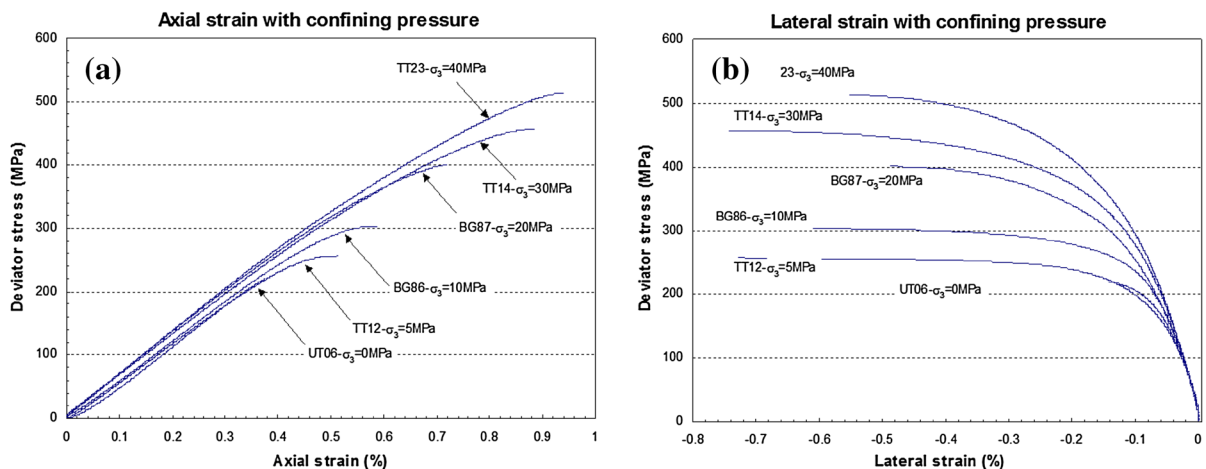 Axial strain with confining pressure
(a)
600
500
400
300
200
100
0
Deviator stress (MPa)
TT23-σ₃=40MPa
TT14-σ₃=30MPa
BG87-σ₃=20MPa
BG86-σ₃=10MPa
TT12-σ₃=5MPa
UT06-σ₃=0MPa
0 0.1 0.2 0.3 0.4 0.5 0.6 0.7 0.8 0.9 1
Axial strain (%)
Lateral strain with confining pressure
(b)
600
500
400
300
200
100
0
Deviator stress (MPa)
23-σ₃=40MPa
TT14-σ₃=30MPa
BG87-σ₃=20MPa
BG86-σ₃=10MPa
TT12-σ₃=5MPa
UT06-σ₃=0MPa
-0.8 -0.7 -0.6 -0.5 -0.4 -0.3 -0.2 -0.1 0
Lateral strain (%)